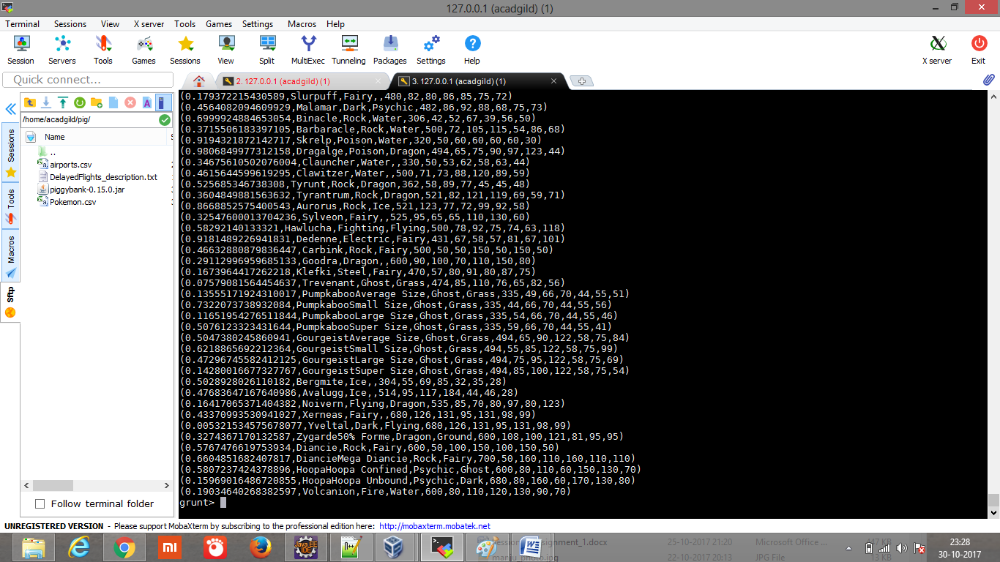 127.0.0.1 (acadgild) (1)
Terminal Sessions View X server Tools Games Settings Macros Help
Session Servers Tools Games Sessions View Split MultiExec Tunneling Packages Settings Help X server Exit
Quick connect...
2. 127.0.0.1 (acadgild) (1)
3. 127.0.0.1 (acadgild) (1)
/home/acadgild/pig/
Name
..
airports.csv
DelayedFlights_description.txt
piggybank-0.15.0.jar
Pokemon.csv
Sessions
Tools
Macros
Sftp
Follow terminal folder
(0.179372215430589,Slurpuff,Fairy,,480,82,80,86,85,75,72)
(0.4564082094609929,Malamar,Dark,Psychic,482,86,92,88,68,75,73)
(0.6999924884653054,Binacle,Rock,Water,306,42,52,67,39,56,50)
(0.3715506183397105,Barbaracle,Rock,Water,500,72,105,115,54,86,68)
(0.9194321872142717,Skrelp,Poison,Water,320,50,60,60,60,60,30)
(0.9806849977312158,Dragalge,Poison,Dragon,494,65,75,90,97,123,44)
(0.34675610502076004,Clauncher,Water,,330,50,53,62,58,63,44)
(0.4615644599619295,Clawitzer,Water,,500,71,73,88,120,89,59)
(0.525685346738308,Tyrunt,Rock,Dragon,362,58,89,77,45,45,48)
(0.3604849881563632,Tyrantrum,Rock,Dragon,521,82,121,119,69,59,71)
(0.8668852575400543,Aurorus,Rock,Ice,521,123,77,72,99,92,58)
(0.32547600013704236,Sylveon,Fairy,,525,95,65,65,110,130,60)
(0.58292140133321,Hawlucha,Fighting,Flying,500,78,92,75,74,63,118)
(0.9181489226941831,Dedenne,Electric,Fairy,431,67,58,57,81,67,101)
(0.46632880879836447,Carbink,Rock,Fairy,500,50,50,150,50,150,50)
(0.29112996959685133,Goodra,Dragon,,600,90,100,70,110,150,80)
(0.1673964417262218,Klefki,Steel,Fairy,470,57,80,91,80,87,75)
(0.07579081564454637,Trevenant,Ghost,Grass,474,85,110,76,65,82,56)
(0.13555171924310017,PumpkabooAverage Size,Ghost,Grass,335,49,66,70,44,55,51)
(0.7322073738932084,PumpkabooSmall Size,Ghost,Grass,335,44,66,70,44,55,56)
(0.11651954276511844,PumpkabooLarge Size,Ghost,Grass,335,54,66,70,44,55,46)
(0.5076123323431644,PumpkabooSuper Size,Ghost,Grass,335,59,66,70,44,55,41)
(0.5047380245860941,GourgeistAverage Size,Ghost,Grass,494,65,90,122,58,75,84)
(0.6218865692212364,GourgeistSmall Size,Ghost,Grass,494,55,85,122,58,75,99)
(0.47296745582412125,GourgeistLarge Size,Ghost,Grass,494,75,95,122,58,75,69)
(0.14280016677327767,GourgeistSuper Size,Ghost,Grass,494,85,100,122,58,75,54)
(0.5028928026110182,Bergmite,Ice,,304,55,69,85,32,35,28)
(0.47683647167640986,Avalugg,Ice,,514,95,117,184,44,46,28)
(0.16417065371404382,Noivern,Flying,Dragon,535,85,70,80,97,80,123)
(0.43370993530941027,Xerneas,Fairy,,680,126,131,95,131,98,99)
(0.005321534575678077,Yveltal,Dark,Flying,680,126,131,95,131,98,99)
(0.3274367170132587,Zygarde50% Forme,Dragon,Ground,600,108,100,121,81,95,95)
(0.5767476619753934,Diancie,Rock,Fairy,600,50,100,150,100,150,50)
(0.6604851682407817,DiancieMega Diancie,Rock,Fairy,700,50,160,110,160,110,110)
(0.5807237424378896,HoopaHoopa Confined,Psychic,Ghost,600,80,110,60,150,130,70)
(0.15969016486720855,HoopaHoopa Unbound,Psychic,Dark,680,80,160,60,170,130,80)
(0.19034640268382597,Volcanion,Fire,Water,600,80,110,120,130,90,70)
grunt>
UNREGISTERED VERSION - Please support MobaXterm by subscribing to the professional edition here: http://mobaxterm.mobatek.net
25-10-2017 21:20 Microsoft Office ...
manju_photo.jpg 22-10-2017 20:13 JPG File 13 KB
23:28
30-10-2017